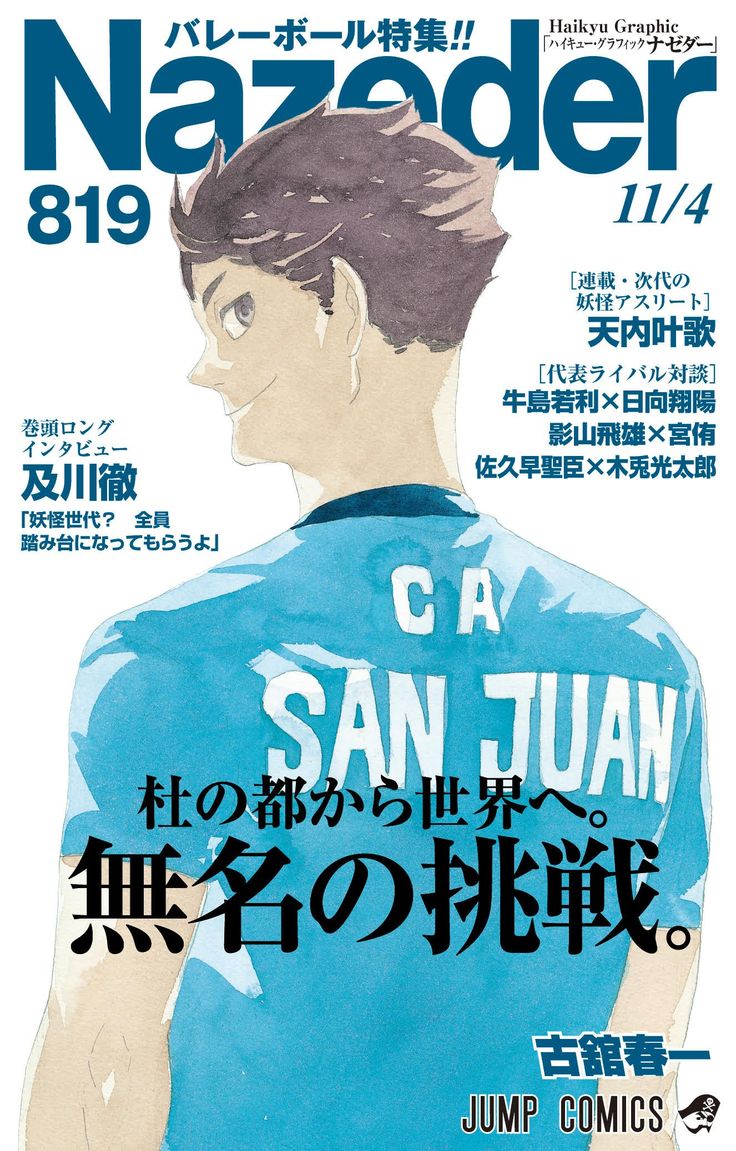 バレーボール特集!!
Haikyu Graphic
「ハイキュー・グラフィックナゼダー」
Nazeder
819
11/4
[連載・次代の
妖怪アスリート]
天内叶歌
[代表ライバル対談]
牛島若利×日向翔陽
影山飛雄×宮侑
佐久早聖臣×木兎光太郎
巻頭ロング
インタビュー
及川徹
「妖怪世代? 全員
踏み台になってもらうよ」
CA
SAN JUAN
杜の都から世界へ。
無名の挑戦。
古舘春一
JUMP COMICS